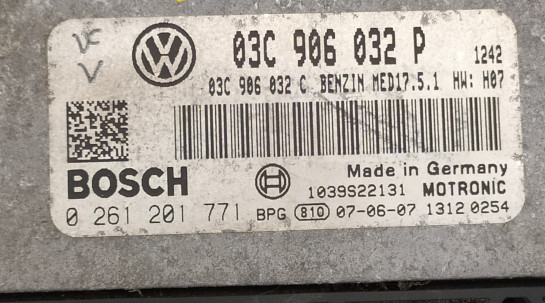 VC
V
03C 906 032 P
1242
03C 906 032 C BENZIN MED17.5.1 HW: H07
BOSCH
Made in Germany
1039S22131 MOTRONIC
0 261 201 771 BPG 810 07-06-07 1312 0254